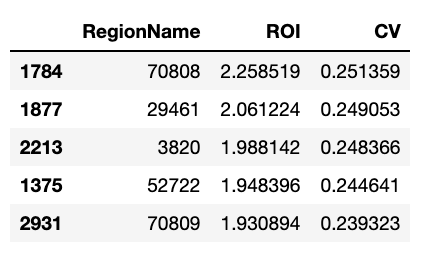 RegionName ROI CV
1784 70808 2.258519 0.251359
1877 29461 2.061224 0.249053
2213 3820 1.988142 0.248366
1375 52722 1.948396 0.244641
2931 70809 1.930894 0.239323